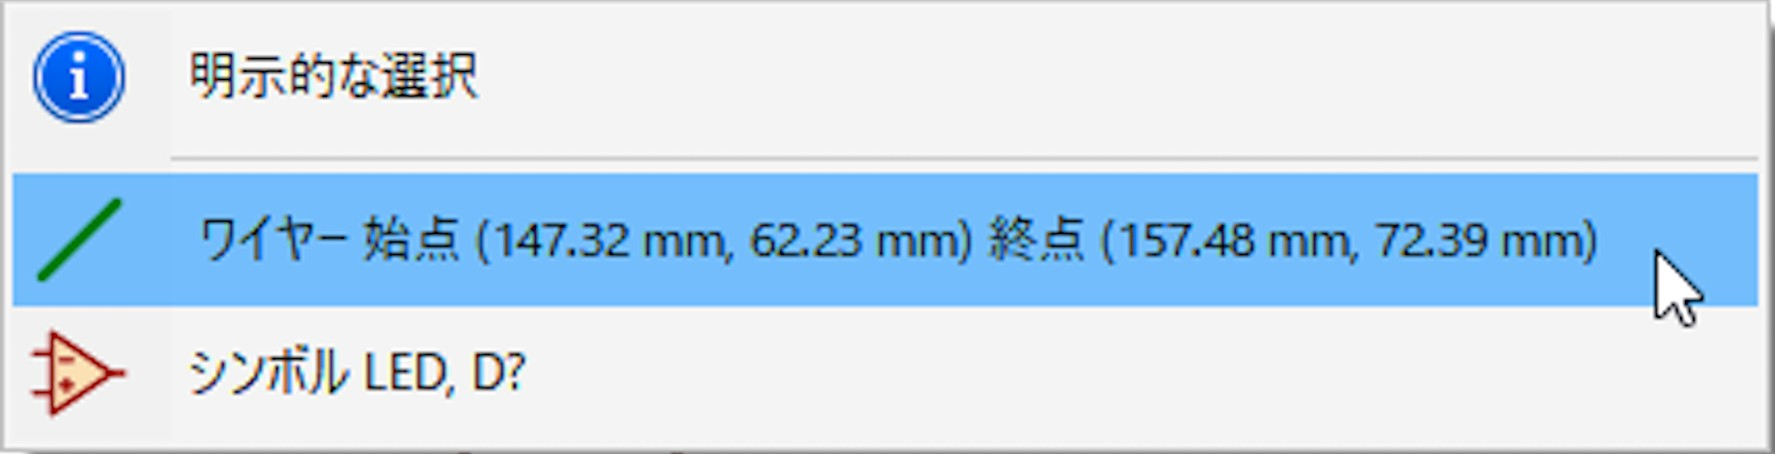 明示的な選択
ワイヤー 始点 (147.32 mm, 62.23 mm) 終点 (157.48 mm, 72.39 mm)
シンボル LED, D?